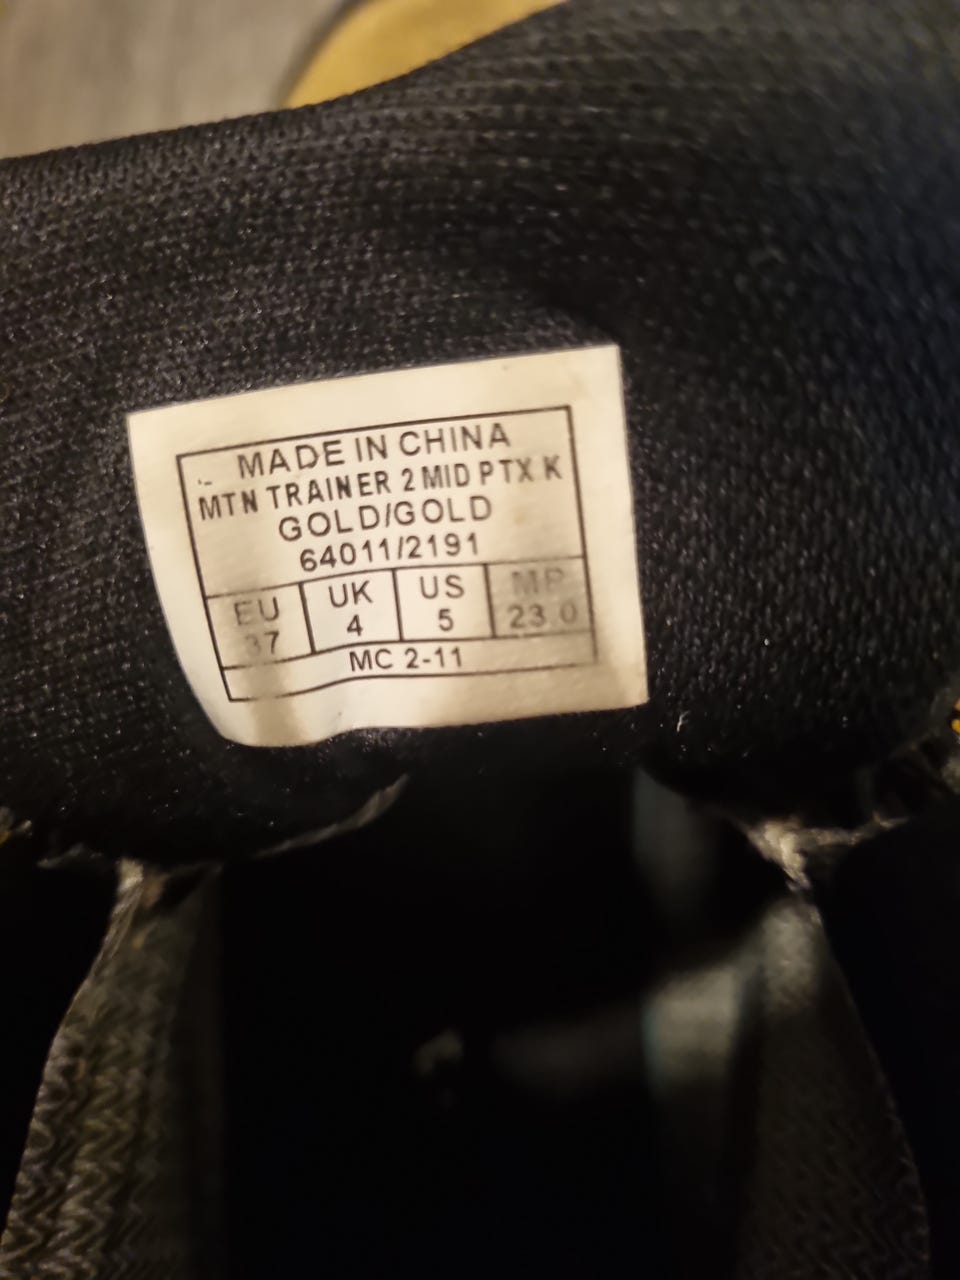 MADE IN CHINA
MTN TRAINER 2 MID PTX K
GOLD/GOLD
64011/2191
EU UK US MP
37 4 5 23.0
MC 2-11